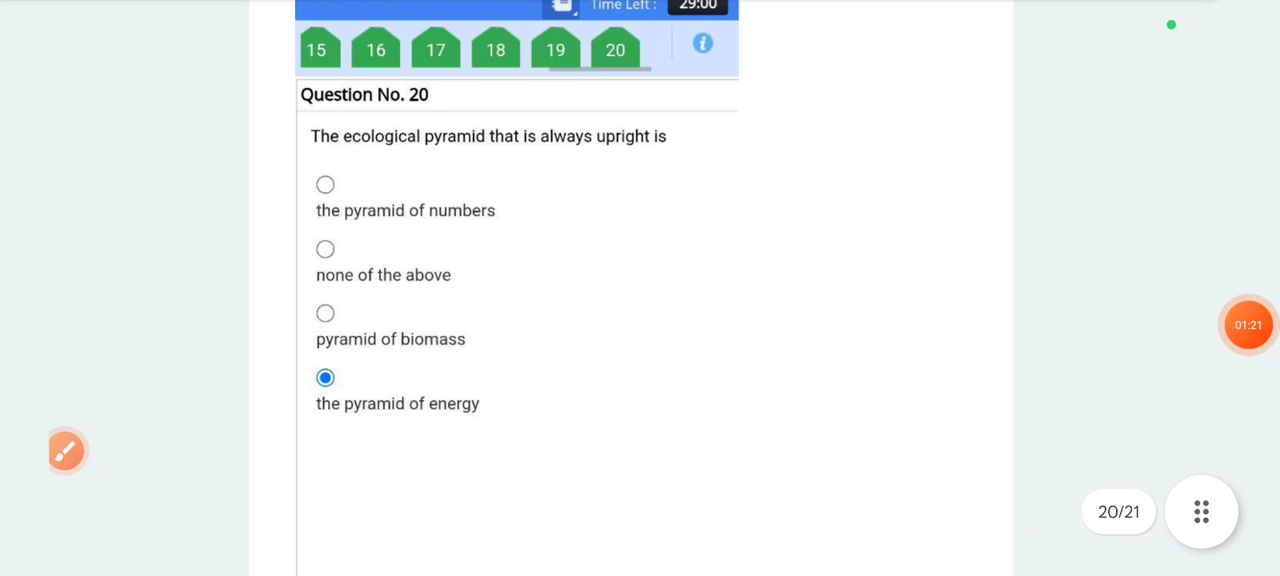 Time Left : 29:00
15 16 17 18 19 20
Question No. 20
The ecological pyramid that is always upright is
the pyramid of numbers
none of the above
pyramid of biomass
01:21
the pyramid of energy
20/21